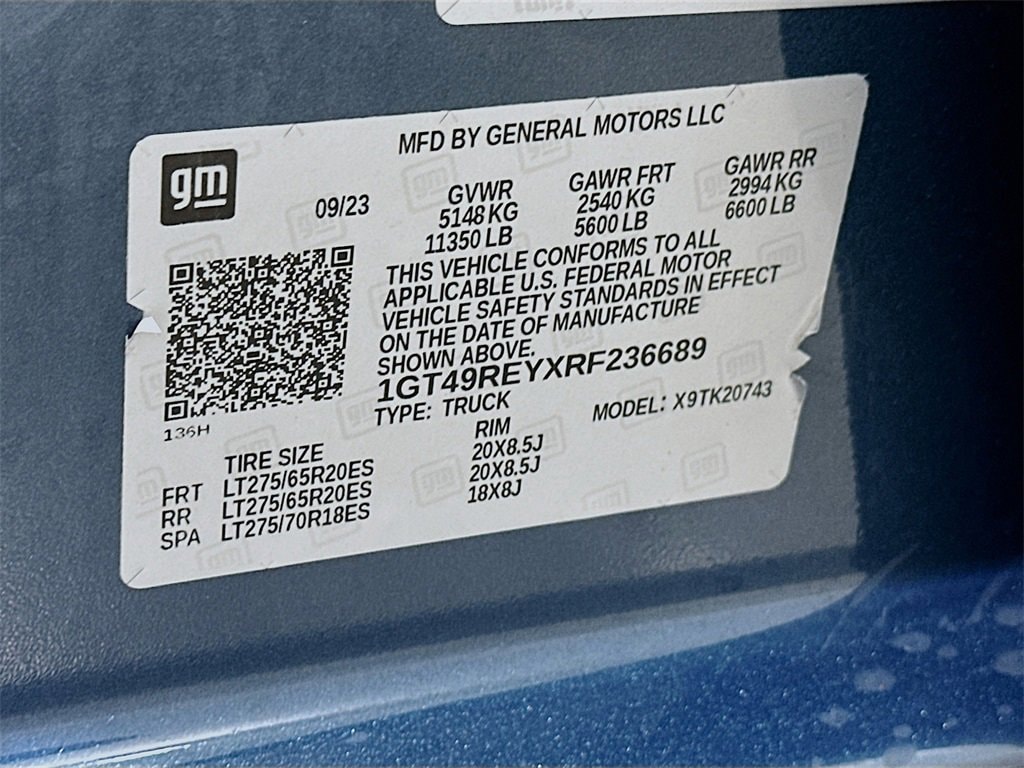 MFD BY GENERAL MOTORS LLC
gm
09/23
GVWR
5148 KG
11350 LB
GAWR FRT
2540 KG
5600 LB
GAWR RR
2994 KG
6600 LB
THIS VEHICLE CONFORMS TO ALL
APPLICABLE U.S. FEDERAL MOTOR
VEHICLE SAFETY STANDARDS IN EFFECT
ON THE DATE OF MANUFACTURE
SHOWN ABOVE.
1GT49REYXRF236689
TYPE: TRUCK
MODEL: X9TK20743
136H
TIRE SIZE RIM
FRT LT275/65R20ES 20X8.5J
RR LT275/65R20ES 20X8.5J
SPA LT275/70R18ES 18X8J